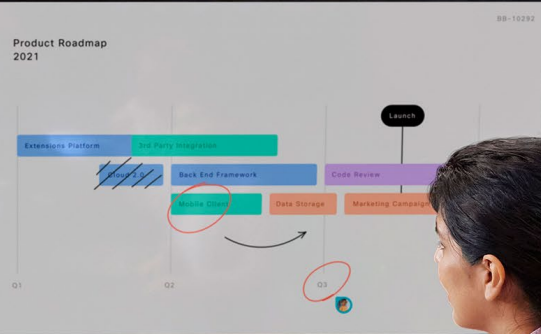 BB-10292
Product Roadmap
2021
Launch
Extensions Platform
3rd Party Integration
Cloud 2.0
Back End Framework
Code Review
Mobile Client
Data Storage
Marketing Campaign
Q1
Q2
Q3